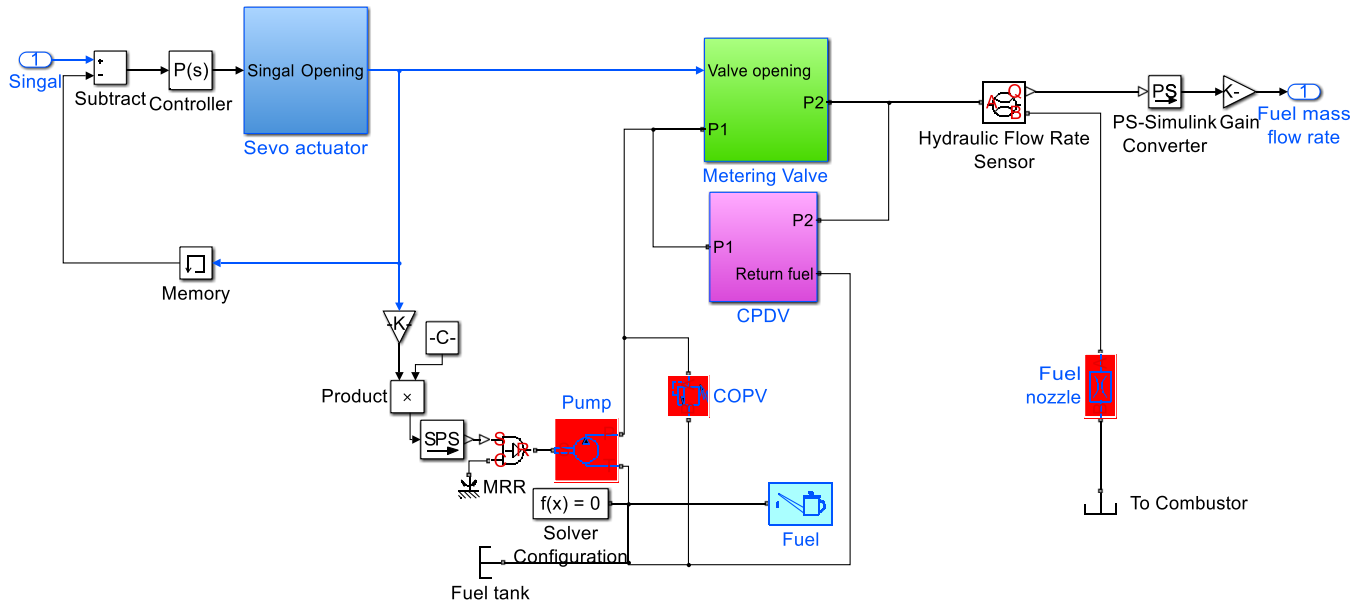 1
Singal
+
-
Subtract
P(s)
Controller
Singal Opening
Sevo actuator
Valve opening
P2
P1
Metering Valve
A
Q
B
Hydraulic Flow Rate
Sensor
PS
PS-Simulink
Converter
K-
Gain
1
Fuel mass
flow rate
P2
P1
Return fuel
CPDV
Memory
-K-
-C-
Product
×
SPS
S
C
R
MRR
Pump
COPV
Fuel
nozzle
f(x) = 0
Solver
Configuration
Fuel
To Combustor
Fuel tank